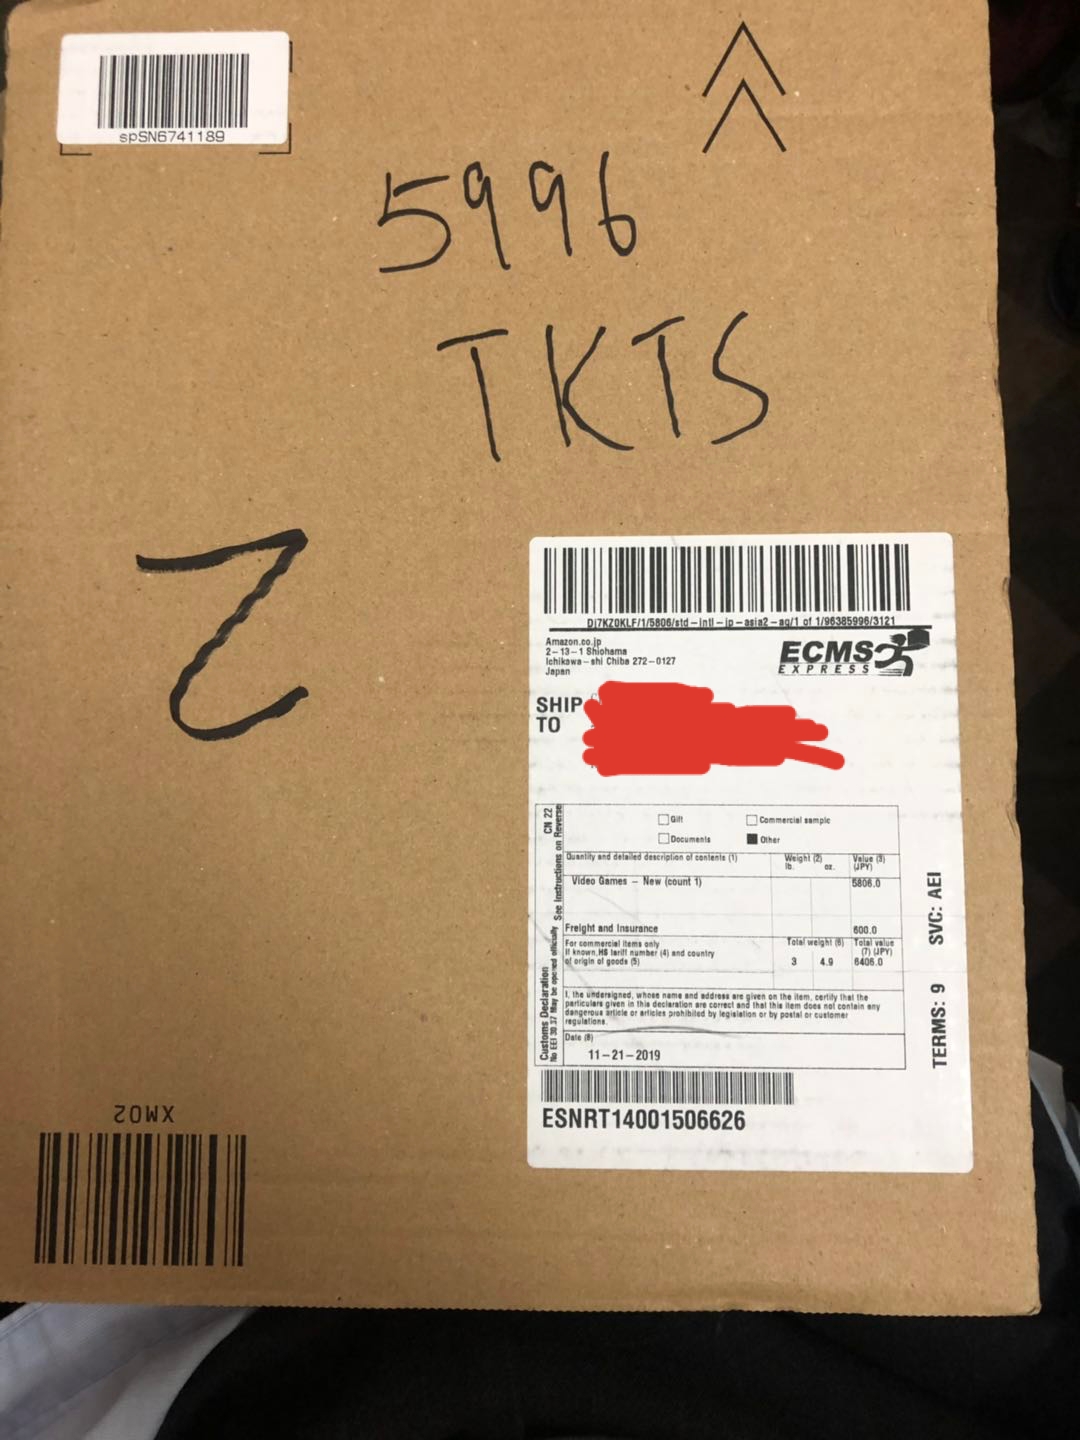 spSN6741189
5996
TKTS
Z
Dj7KZ0KLF/1/5806/std-intl-jp-asia2-aq/1 of 1/96385996/3121
Amazon.co.jp
2-13-1 Shiohama
Ichikawa-shi Chiba 272-0127
Japan
ECMS
EXPRESS
SHIP
TO
CN 22
See Instructions on Reverse
Customs Declaration
No EEI 30.37 May be opened officially
Gift
Commercial sample
Documents
Other
Quantity and detailed description of contents (1)
Weight (2)
lb. oz.
Value (3)
(JPY)
Video Games - New (count 1)
5806.0
Freight and Insurance
600.0
For commercial items only
If known, HS tariff number (4) and country
of origin of goods (5)
Total weight (6)
3 4.9
Total value
(7) (JPY)
6406.0
I, the undersigned, whose name and address are given on the item, certify that the
particulars given in this declaration are correct and that this item does not contain any
dangerous article or articles prohibited by legislation or by postal or customer
regulations.
Date (8)
11-21-2019
SVC: AEI
TERMS: 9
ESNRT14001506626
XM02